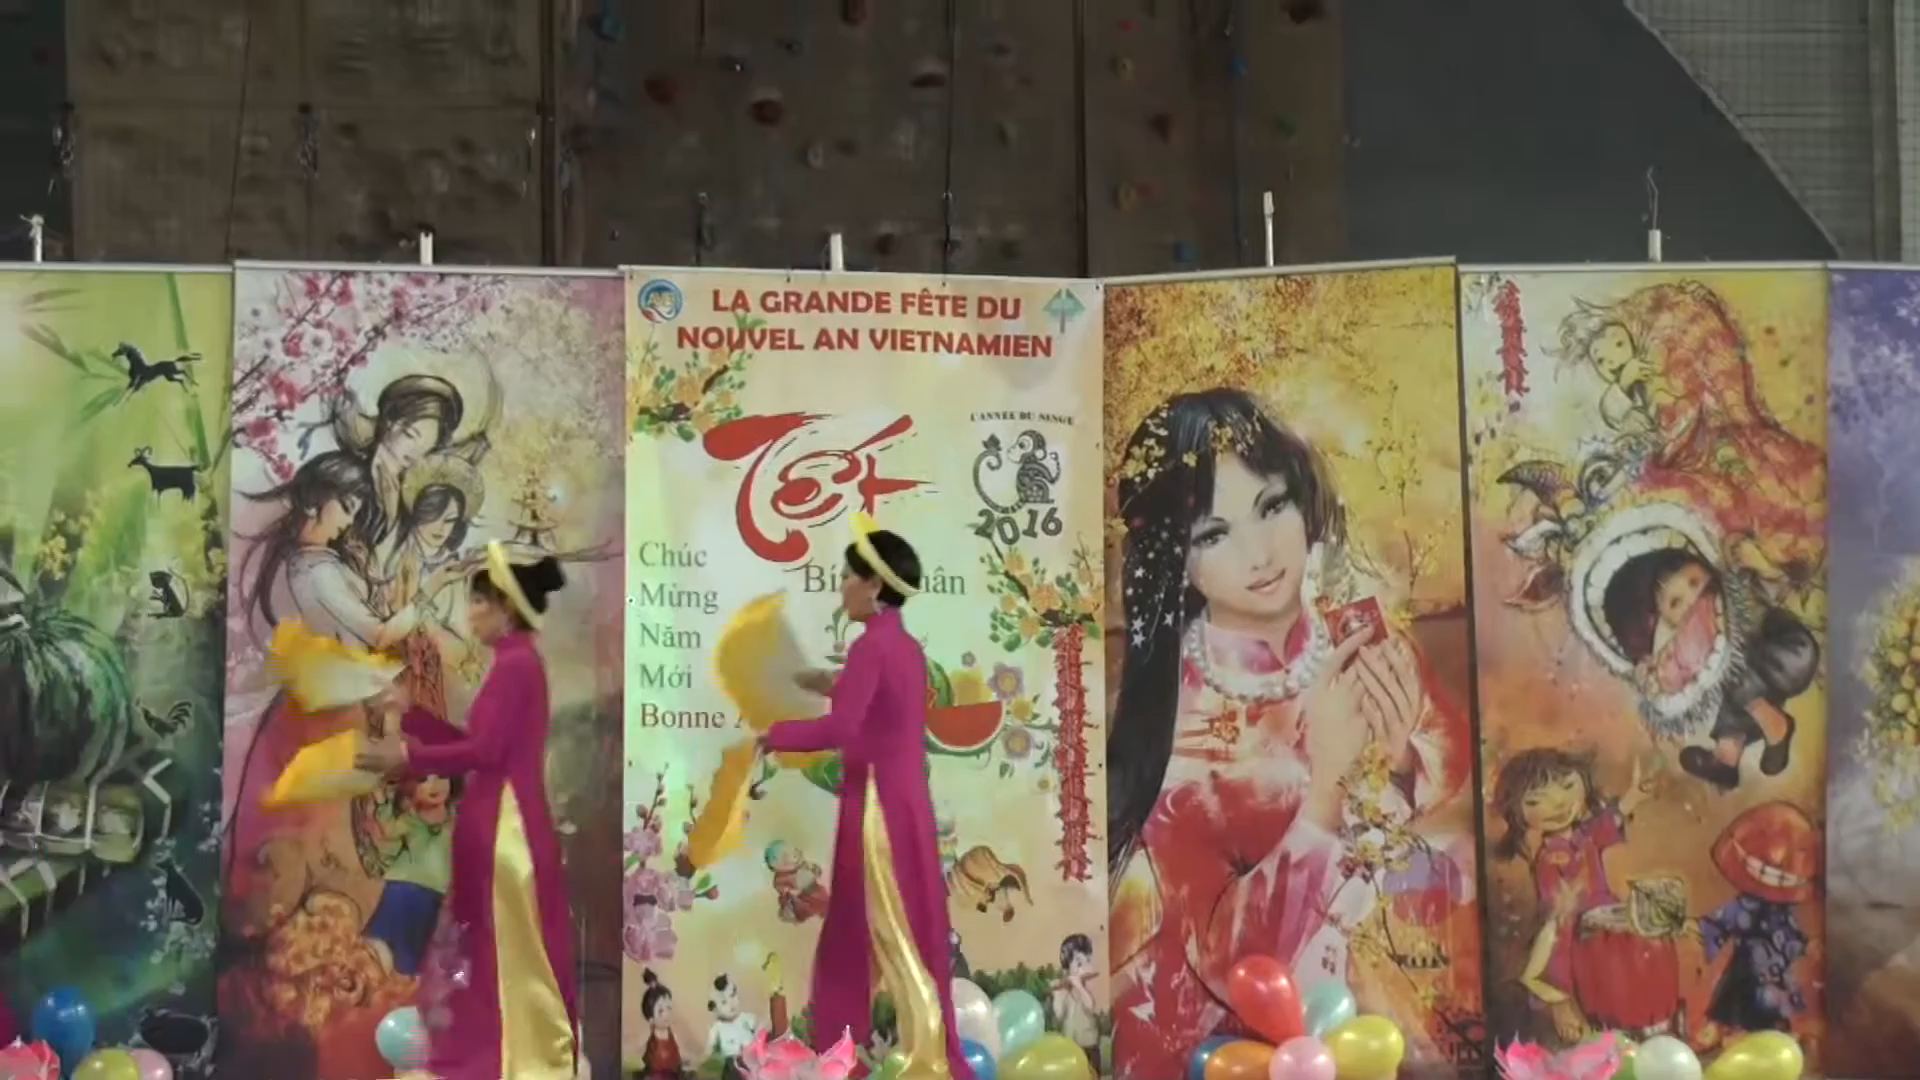 LA GRANDE FÊTE DU
NOUVEL AN VIETNAMIEN
L'ANNÉE DU SINGE
Tết
2016
Chúc
Mừng
Năm
Mới
Bonne